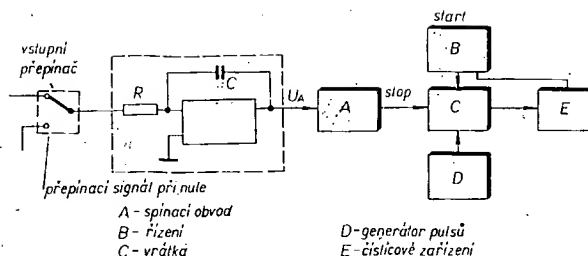 start
vstupní
přepínač
B
R
C
U_A
A
stop
C
E
D
přepínací signál při nule
A - spínací obvod
B - řízení
C - vrátka
D - generátor pulsů
E - číslicové zařízení